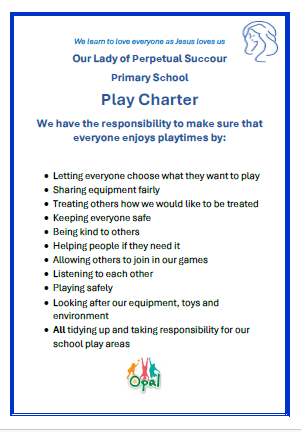 We learn to love everyone as Jesus loves us
Our Lady of Perpetual Succour
Primary School
Play Charter
We have the responsibility to make sure that
everyone enjoys playtimes by:
• Letting everyone choose what they want to play
• Sharing equipment fairly
• Treating others how we would like to be treated
• Keeping everyone safe
• Being kind to others
• Helping people if they need it
• Allowing others to join in our games
• Listening to each other
• Playing safely
• Looking after our equipment, toys and
environment
• All tidying up and taking responsibility for our
school play areas
Opal